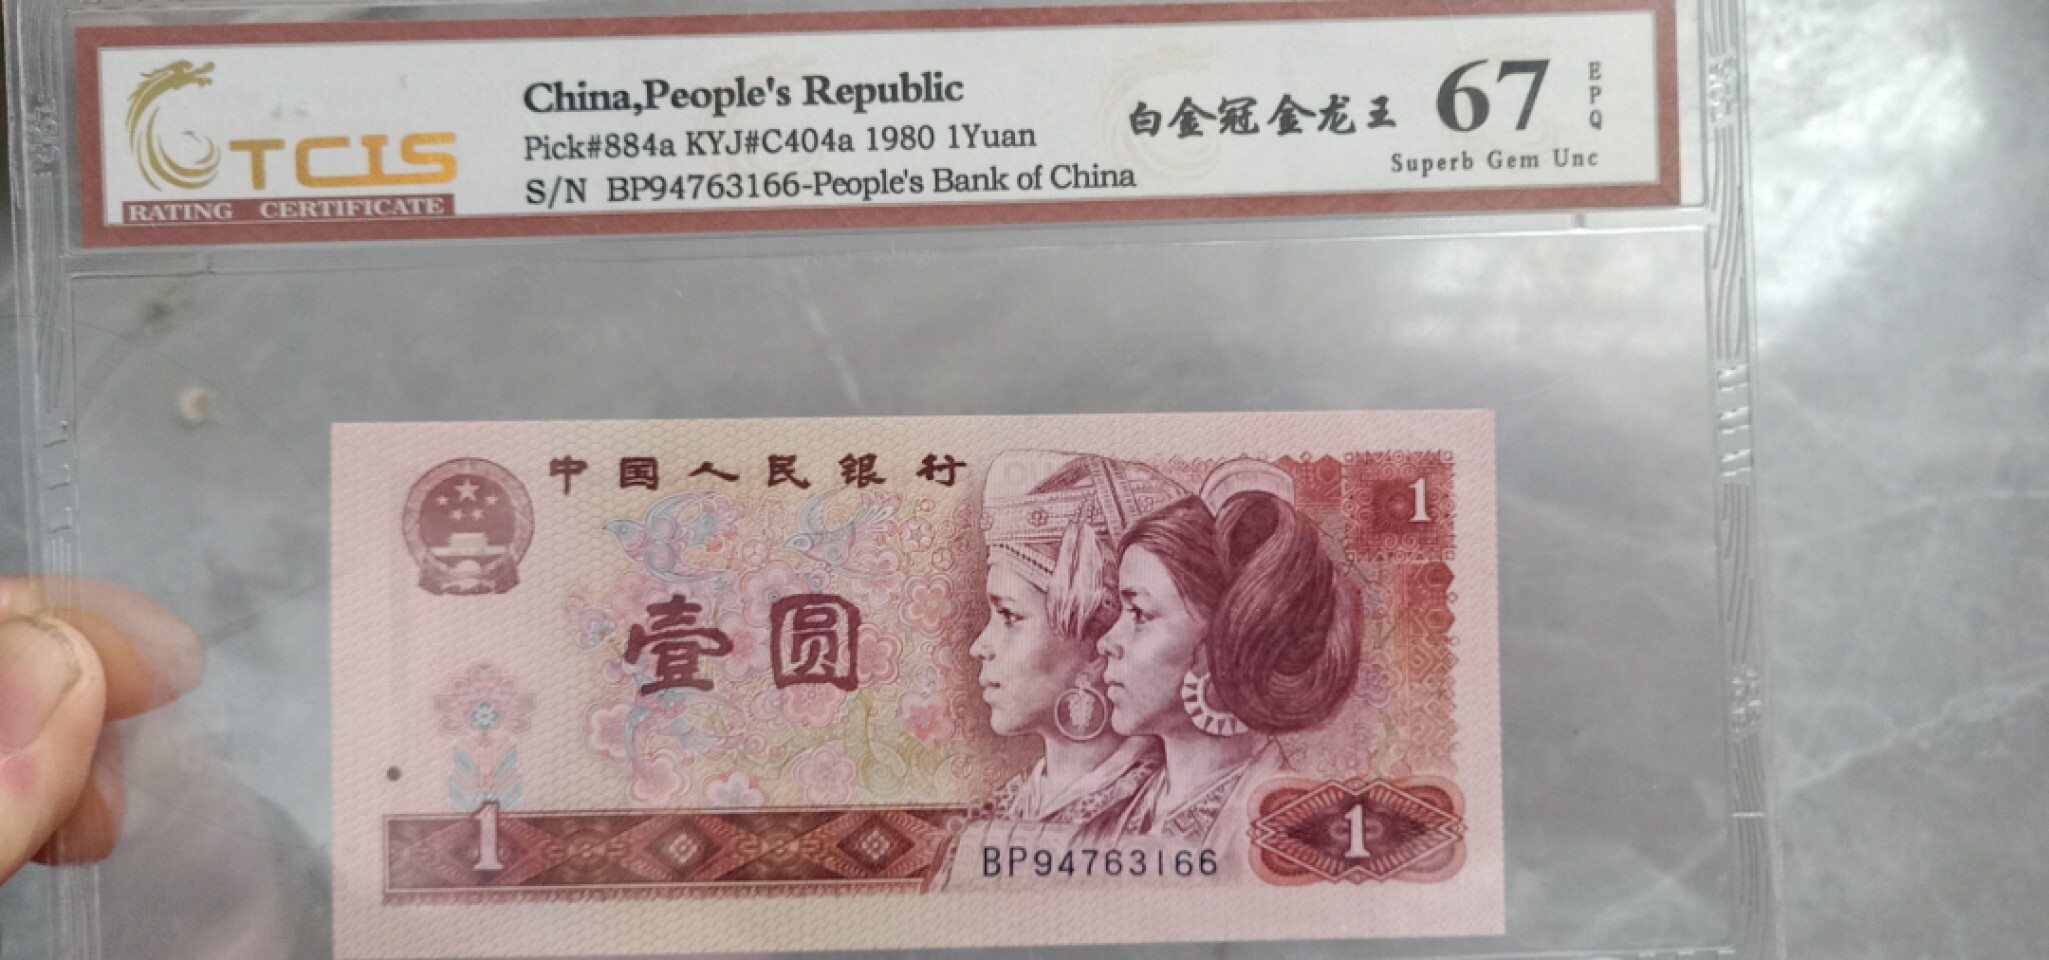 TCIS
RATING CERTIFICATE
China,People's Republic
Pick#884a KYJ#C404a 1980 1Yuan
S/N BP94763166-People's Bank of China
白金冠金龙王 67 EPQ
Superb Gem Unc
中国人民银行
1
壹圆
1
BP94763166
1